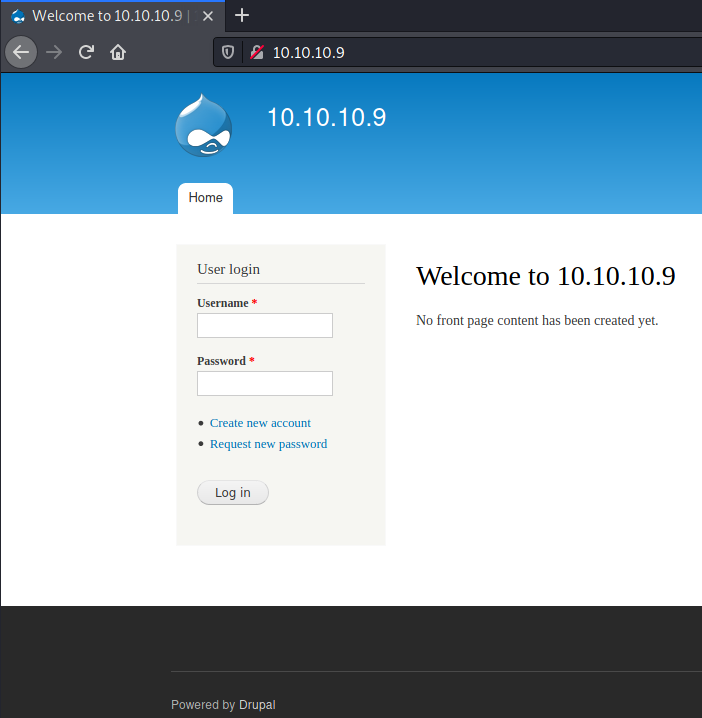 Welcome to 10.10.10.9 |
10.10.10.9
10.10.10.9
Home
User login
Username *
Password *
Create new account
Request new password
Log in
Welcome to 10.10.10.9
No front page content has been created yet.
Powered by Drupal